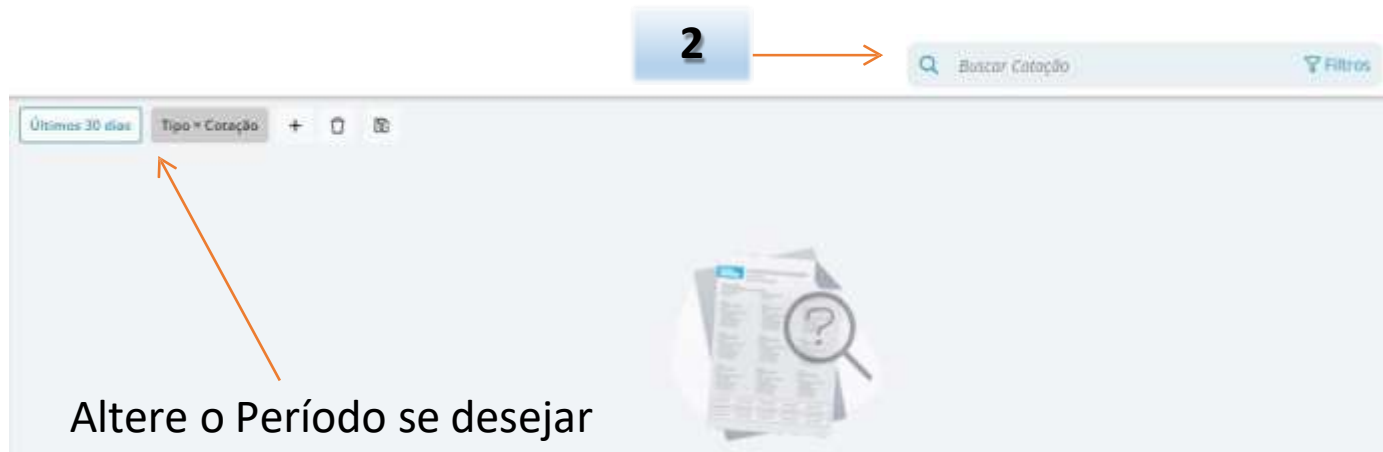 2
Buscar Cotação
Filtros
Últimos 30 dias
Tipo = Cotação
+
?
Altere o Período se desejar